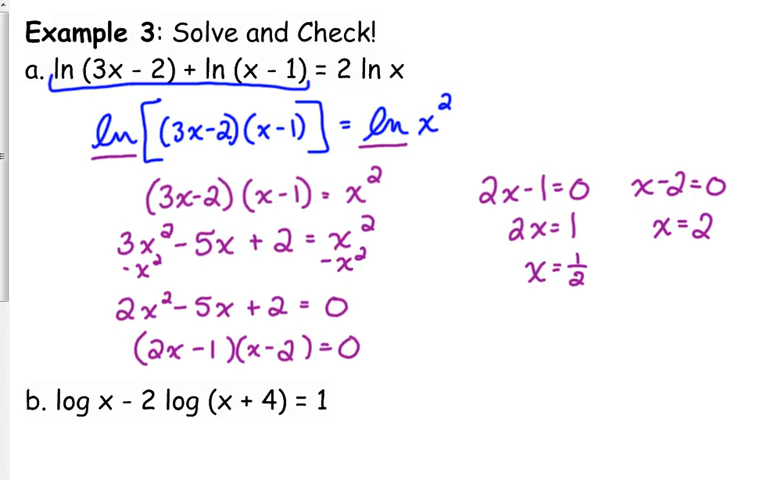 Example 3: Solve and Check!
a. ln (3x - 2) + ln (x - 1) = 2 ln x
ln [(3x-2)(x-1)] = ln x²
(3x-2)(x-1) = x²
3x² - 5x + 2 = x²
-x² -x²
2x² - 5x + 2 = 0
(2x - 1)(x - 2) = 0
2x-1=0 x-2=0
2x=1 x=2
x=1/2
b. log x - 2 log (x + 4) = 1